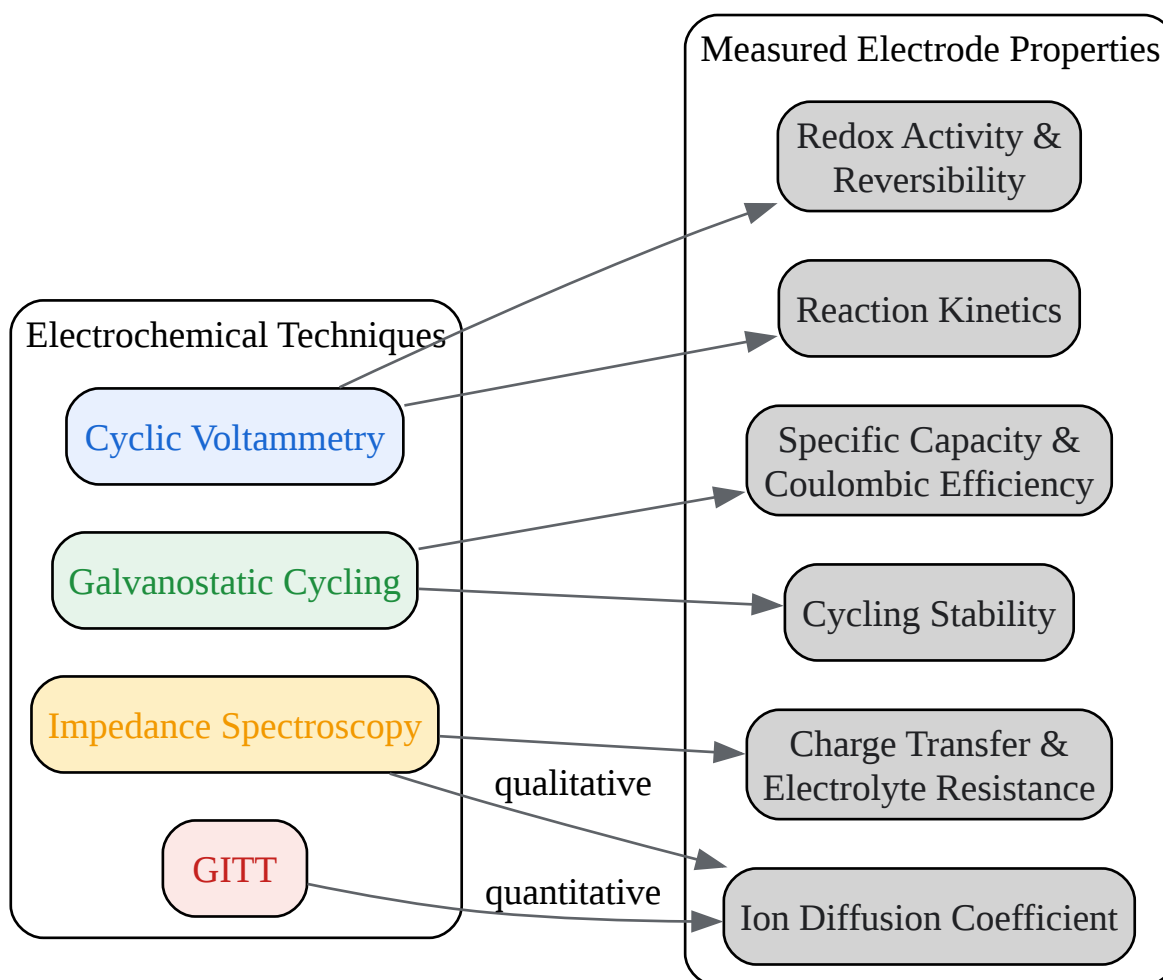 Measured Electrode Properties
Redox Activity &
Reversibility
Reaction Kinetics
Electrochemical Techniques
Cyclic Voltammetry
Specific Capacity &
Coulombic Efficiency
Galvanostatic Cycling
Cycling Stability
Impedance Spectroscopy
Charge Transfer &
Electrolyte Resistance
qualitative
GITT
quantitative
Ion Diffusion Coefficient